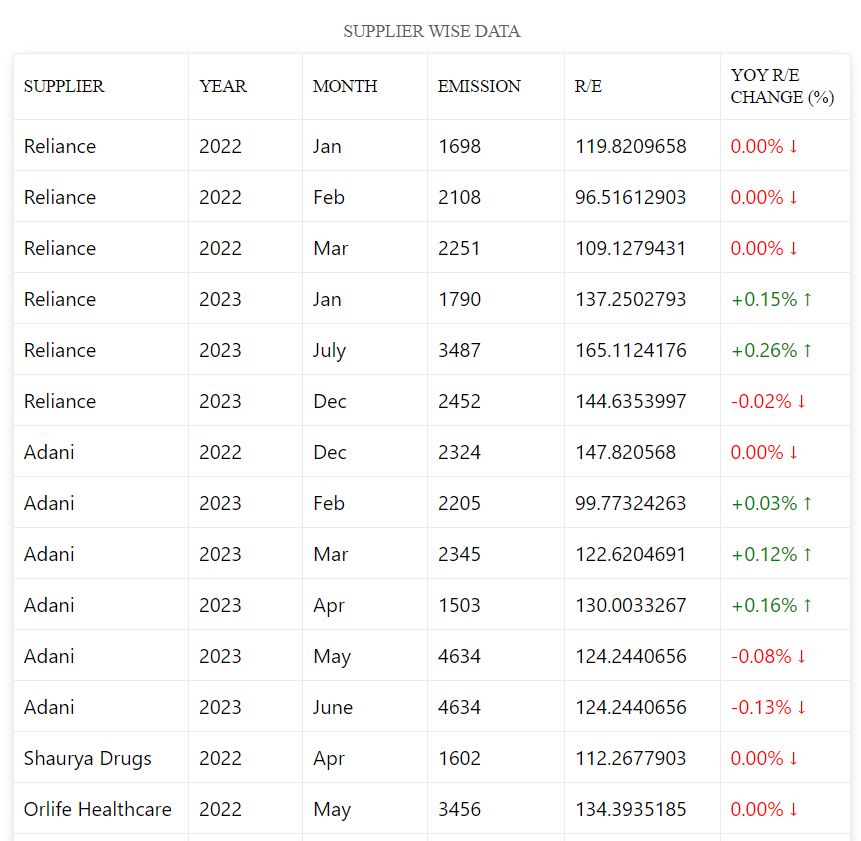 SUPPLIER WISE DATA
SUPPLIER YEAR MONTH EMISSION R/E YOY R/E CHANGE (%)
Reliance 2022 Jan 1698 119.8209658 0.00% ↓
Reliance 2022 Feb 2108 96.51612903 0.00% ↓
Reliance 2022 Mar 2251 109.1279431 0.00% ↓
Reliance 2023 Jan 1790 137.2502793 +0.15% ↑
Reliance 2023 July 3487 165.1124176 +0.26% ↑
Reliance 2023 Dec 2452 144.6353997 -0.02% ↓
Adani 2022 Dec 2324 147.820568 0.00% ↓
Adani 2023 Feb 2205 99.77324263 +0.03% ↑
Adani 2023 Mar 2345 122.6204691 +0.12% ↑
Adani 2023 Apr 1503 130.0033267 +0.16% ↑
Adani 2023 May 4634 124.2440656 -0.08% ↓
Adani 2023 June 4634 124.2440656 -0.13% ↓
Shaurya Drugs 2022 Apr 1602 112.2677903 0.00% ↓
Orlife Healthcare 2022 May 3456 134.3935185 0.00% ↓